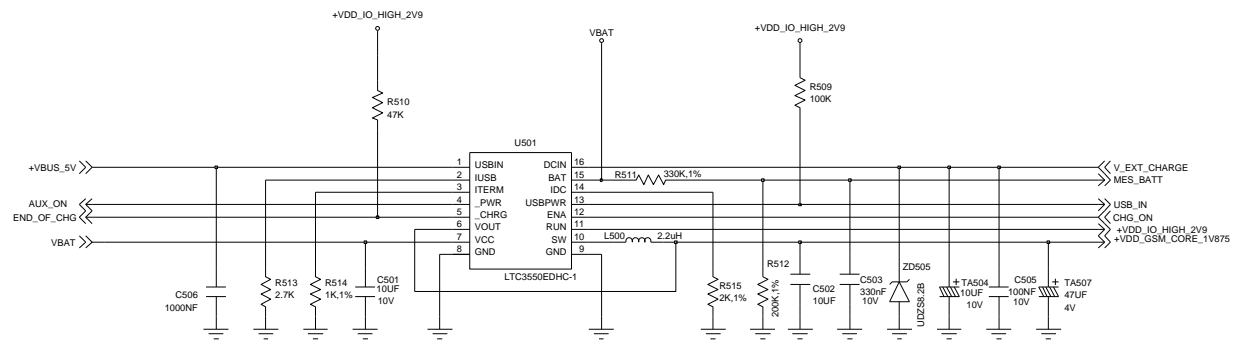 +VDD_IO_HIGH_2V9
VBAT
+VDD_IO_HIGH_2V9
R510
47K
R509
100K
U501
+VBUS_5V
1
USBIN
DCIN
16
V_EXT_CHARGE
2
IUSB
BAT
15
R511
330K,1%
MES_BATT
3
ITERM
IDC
14
AUX_ON
4
_PWR
USBPWR
13
USB_IN
END_OF_CHG
5
_CHRG
ENA
12
CHG_ON
6
VOUT
RUN
11
+VDD_IO_HIGH_2V9
VBAT
7
VCC
SW
10
L500
2.2uH
+VDD_GSM_CORE_1V875
8
GND
GND
9
LTC3550EDHC-1
C506
1000NF
R513
2.7K
R514
1K,1%
C501
10UF
10V
R515
2K,1%
R512
200K,1%
C502
10UF
C503
330nF
10V
ZD505
UDZS8.2B
+
TA504
10UF
10V
C505
100NF
10V
+
TA507
47UF
4V